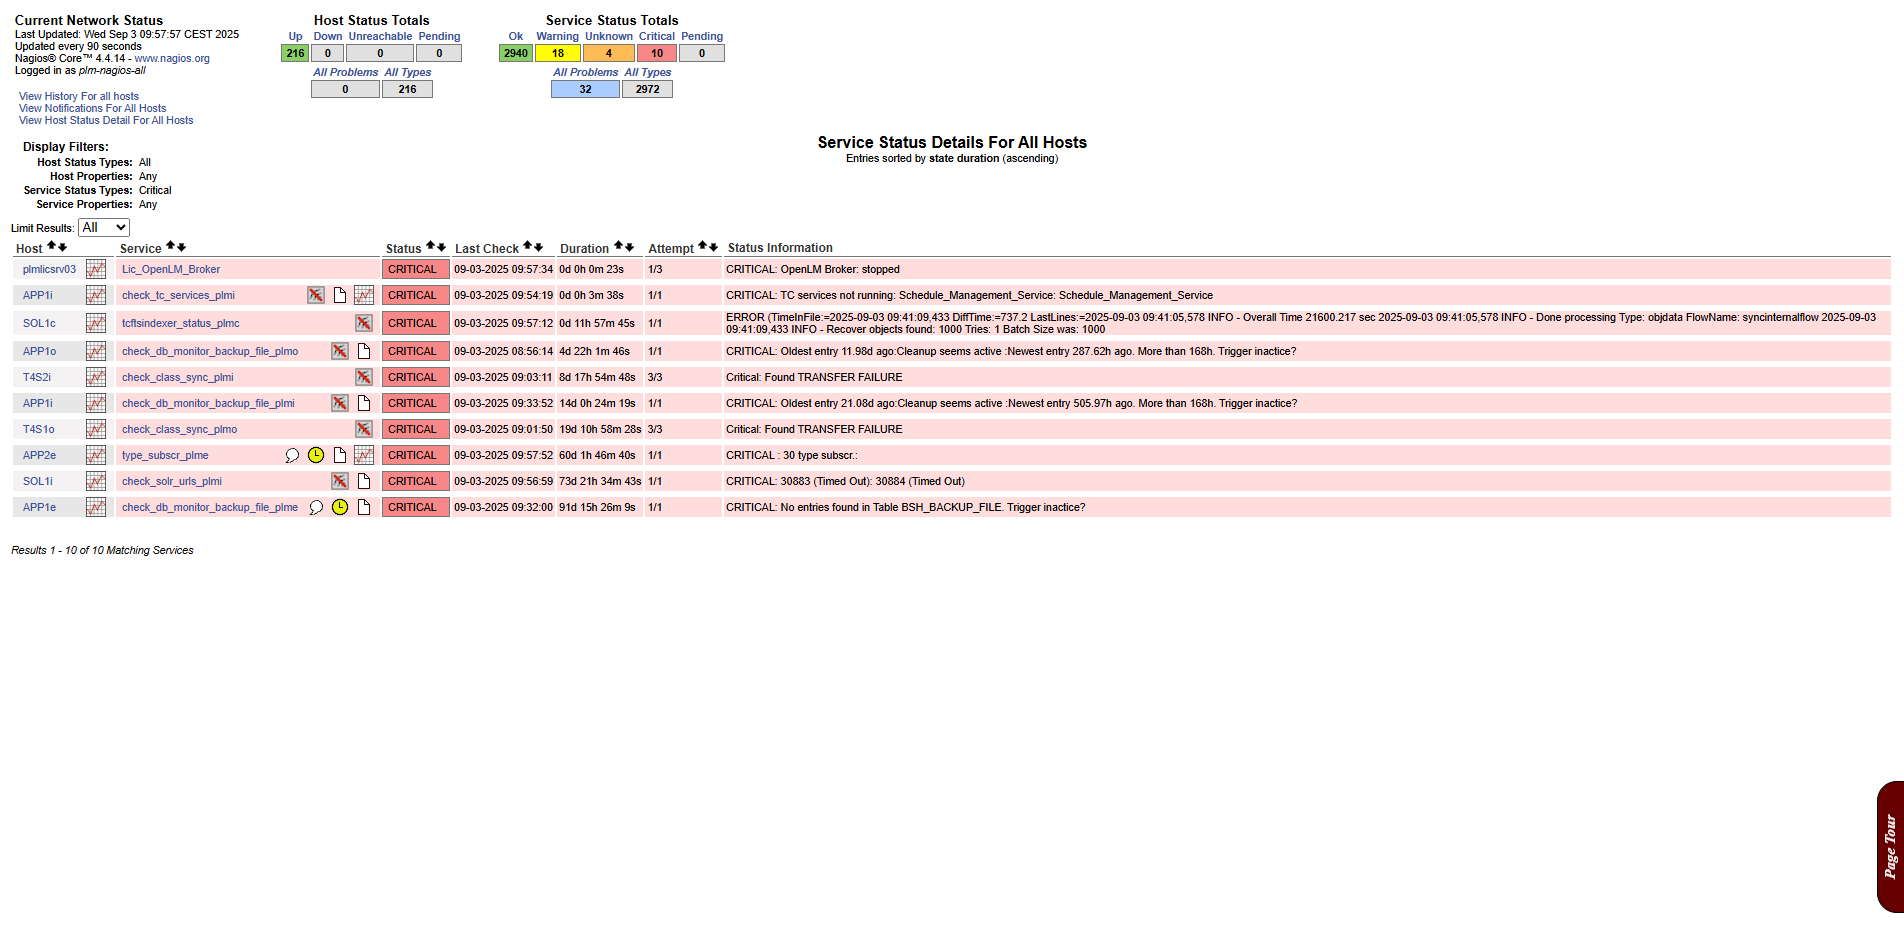 Current Network Status
Last Updated: Wed Sep 3 09:57:57 CEST 2025
Updated every 90 seconds
Nagios® Core™ 4.4.14 - www.nagios.org
Logged in as plm-nagios-all
View History For all hosts
View Notifications For All Hosts
View Host Status Detail For All Hosts
Host Status Totals
Up Down Unreachable Pending
216 0 0 0
All Problems All Types
0 216
Service Status Totals
Ok Warning Unknown Critical Pending
2940 18 4 10 0
All Problems All Types
32 2972
Display Filters:
Host Status Types: All
Host Properties: Any
Service Status Types: Critical
Service Properties: Any
Service Status Details For All Hosts
Entries sorted by state duration (ascending)
Limit Results: All
Host Service Status Last Check Duration Attempt Status Information
plmlicsrv03 Lic_OpenLM_Broker CRITICAL 09-03-2025 09:57:34 0d 0h 0m 23s 1/3 CRITICAL: OpenLM Broker: stopped
APP1i check_tc_services_plmi CRITICAL 09-03-2025 09:54:19 0d 0h 3m 38s 1/1 CRITICAL: TC services not running: Schedule_Management_Service: Schedule_Management_Service
SOL1c tcftsindexer_status_plmc CRITICAL 09-03-2025 09:57:12 0d 11h 57m 45s 1/1 ERROR (TimeInFile:=2025-09-03 09:41:09,433 DiffTime:=737.2 LastLines:=2025-09-03 09:41:05,578 INFO - Overall Time 21600.217 sec 2025-09-03 09:41:05,578 INFO - Done processing Type: objdata FlowName: syncinternalflow 2025-09-03
09:41:09,433 INFO - Recover objects found: 1000 Tries: 1 Batch Size was: 1000
APP1o check_db_monitor_backup_file_plmo CRITICAL 09-03-2025 08:56:14 4d 22h 1m 46s 1/1 CRITICAL: Oldest entry 11.98d ago:Cleanup seems active :Newest entry 287.62h ago. More than 168h. Trigger inactice?
T4S2i check_class_sync_plmi CRITICAL 09-03-2025 09:03:11 8d 17h 54m 48s 3/3 Critical: Found TRANSFER FAILURE
APP1i check_db_monitor_backup_file_plmi CRITICAL 09-03-2025 09:33:52 14d 0h 24m 19s 1/1 CRITICAL: Oldest entry 21.08d ago:Cleanup seems active :Newest entry 505.97h ago. More than 168h. Trigger inactice?
T4S1o check_class_sync_plmo CRITICAL 09-03-2025 09:01:50 19d 10h 58m 28s 3/3 Critical: Found TRANSFER FAILURE
APP2e type_subscr_plme CRITICAL 09-03-2025 09:57:52 60d 1h 46m 40s 1/1 CRITICAL : 30 type subscr.:
SOL1i check_solr_urls_plmi CRITICAL 09-03-2025 09:56:59 73d 21h 34m 43s 1/1 CRITICAL: 30883 (Timed Out): 30884 (Timed Out)
APP1e check_db_monitor_backup_file_plme CRITICAL 09-03-2025 09:32:00 91d 15h 26m 9s 1/1 CRITICAL: No entries found in Table BSH_BACKUP_FILE. Trigger inactice?
Results 1 - 10 of 10 Matching Services
Page Tour